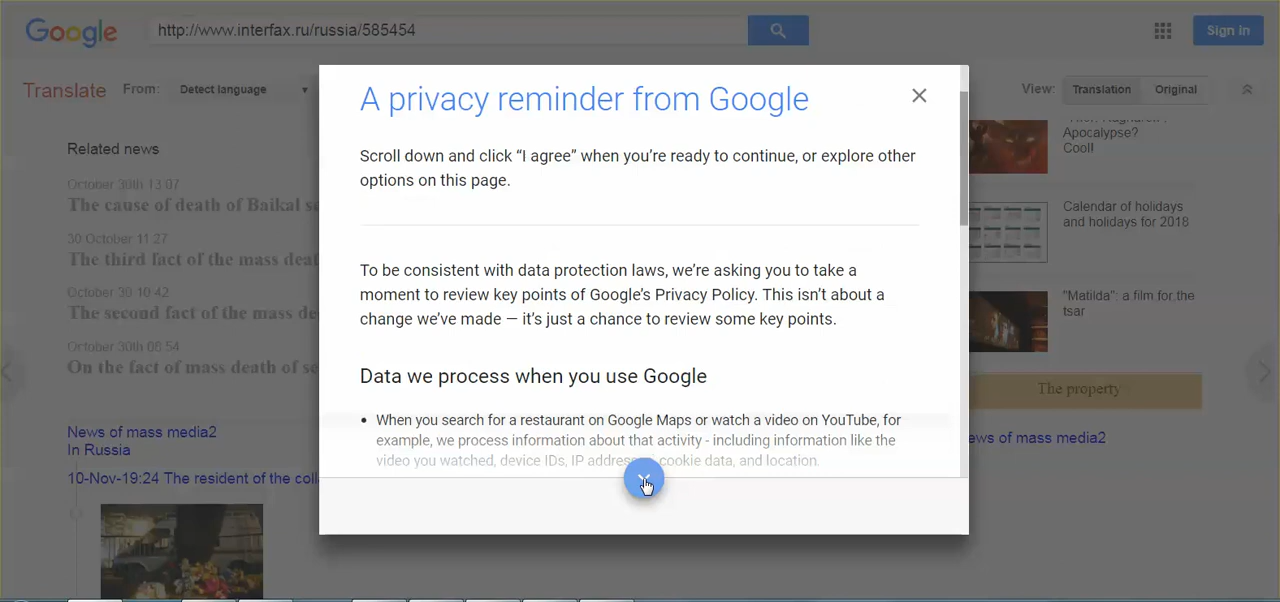 Google
http://www.interfax.ru/russia/585454
Sign in
Translate
From:
Detect language
View:
Translation
Original
Related news
October 30th 13:07
The cause of death of Baikal
30 October 11:27
The third fact of the mass
October 30 10:42
The second fact of the mass
October 30th 08:54
On the fact of mass death of
News of mass media2
In Russia
10-Nov-19:24 The resident of the
A privacy reminder from Google
Scroll down and click “I agree” when you’re ready to continue, or explore other
options on this page.
To be consistent with data protection laws, we’re asking you to take a
moment to review key points of Google’s Privacy Policy. This isn’t about a
change we’ve made — it’s just a chance to review some key points.
Data we process when you use Google
• When you search for a restaurant on Google Maps or watch a video on YouTube, for
example, we process information about that activity - including information like the
video you watched, device IDs, IP addresses, cookie data, and location.
Apocalypse?
Cool!
Calendar of holidays
and holidays for 2018
"Matilda": a film for the
tsar
The property
of mass media2